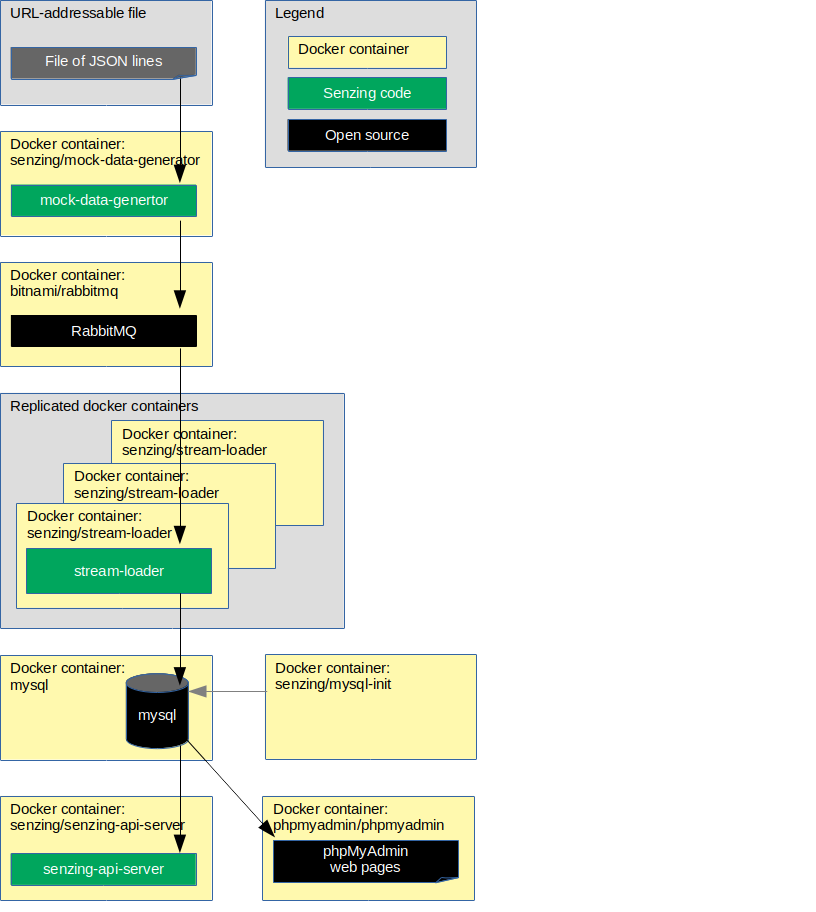 URL-addressable file
File of JSON lines
Legend
Docker container
Senzing code
Open source
Docker container:
senzing/mock-data-generator
mock-data-genertor
Docker container:
bitnami/rabbitmq
RabbitMQ
Replicated docker containers
Docker container:
senzing/stream-loader
Docker container:
senzing/stream-loader
Docker container:
senzing/stream-loader
stream-loader
Docker container:
mysql
mysql
Docker container:
senzing/mysql-init
Docker container:
senzing/senzing-api-server
senzing-api-server
Docker container:
phpmyadmin/phpmyadmin
phpMyAdmin
web pages